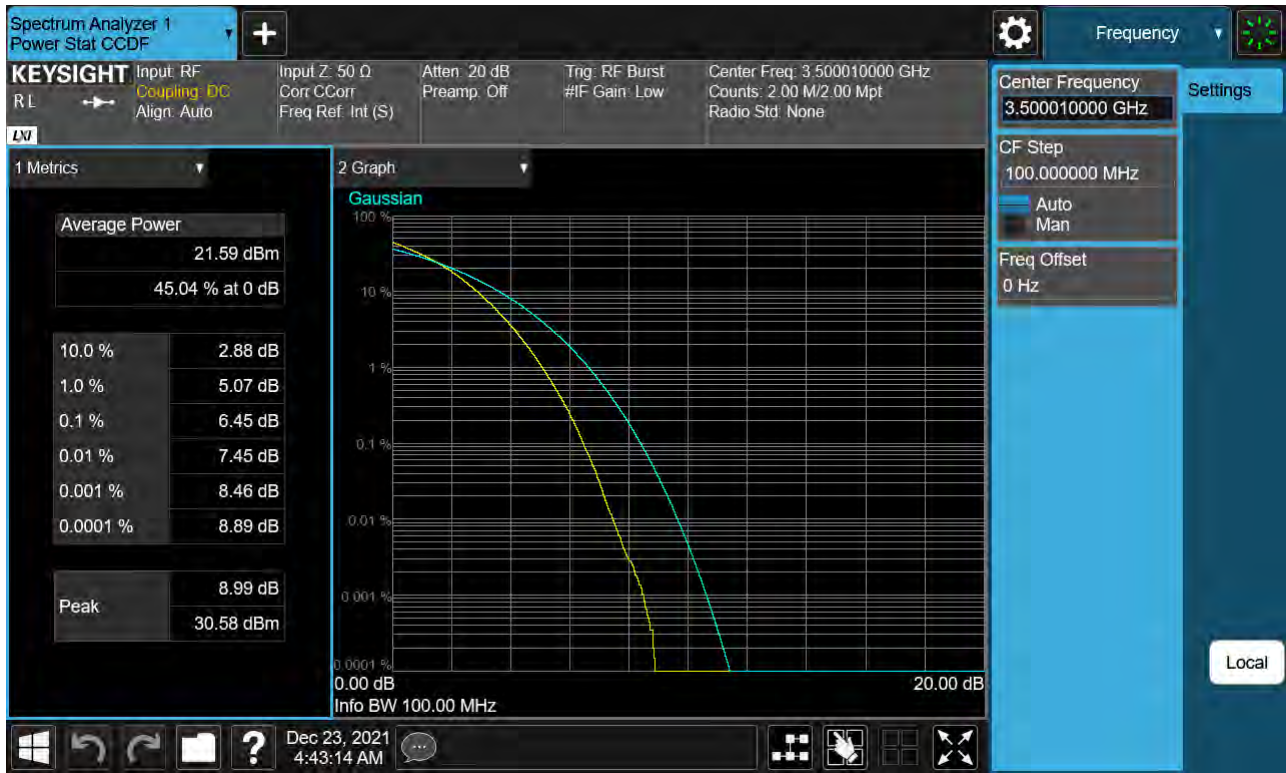 Spectrum Analyzer 1
Power Stat CCDF
+
Frequency
KEYSIGHT
RL
LXI
Input: RF
Coupling: DC
Align: Auto
Input Z: 50 Ω
Corr CCorr
Freq Ref: Int (S)
Atten: 20 dB
Preamp: Off
Trig: RF Burst
#IF Gain: Low
Center Freq: 3.500010000 GHz
Counts: 2.00 M/2.00 Mpt
Radio Std: None
1 Metrics
Average Power
21.59 dBm
45.04 % at 0 dB
10.0 % 2.88 dB
1.0 % 5.07 dB
0.1 % 6.45 dB
0.01 % 7.45 dB
0.001 % 8.46 dB
0.0001 % 8.89 dB
Peak
8.99 dB
30.58 dBm
2 Graph
Gaussian
100 %
10 %
1 %
0.1 %
0.01 %
0.001 %
0.0001 %
0.00 dB 20.00 dB
Info BW 100.00 MHz
Center Frequency
3.500010000 GHz
CF Step
100.000000 MHz
Auto
Man
Freq Offset
0 Hz
Settings
Local
?
Dec 23, 2021
4:43:14 AM